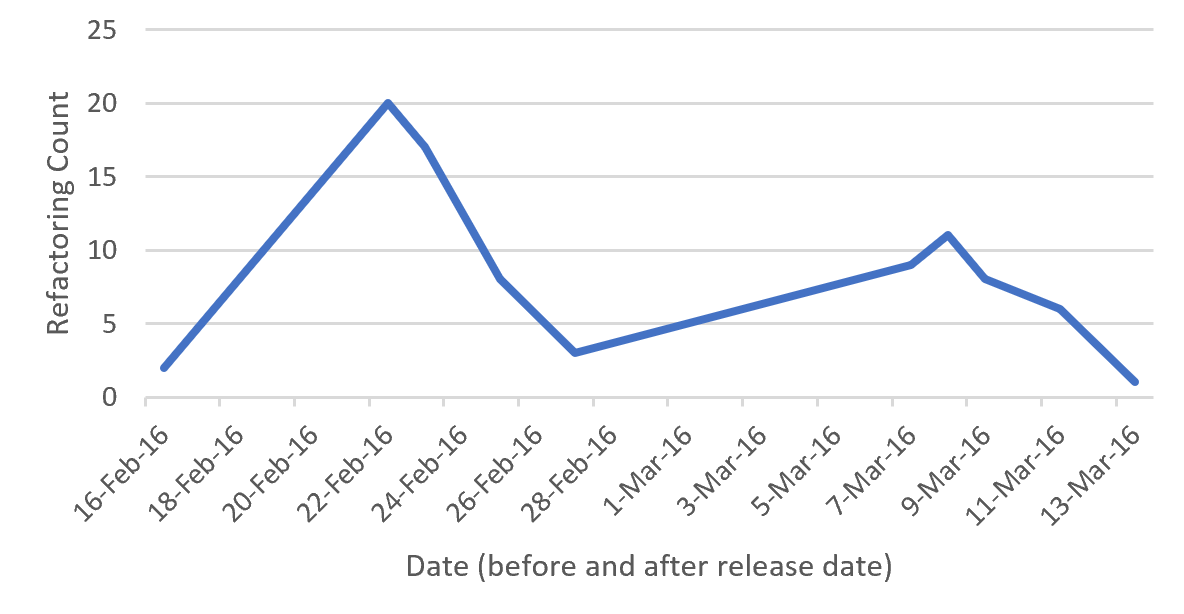 Refactoring Count
25
20
15
10
5
0
16-Feb-16
18-Feb-16
20-Feb-16
22-Feb-16
24-Feb-16
26-Feb-16
28-Feb-16
1-Mar-16
3-Mar-16
5-Mar-16
7-Mar-16
9-Mar-16
11-Mar-16
13-Mar-16
Date (before and after release date)